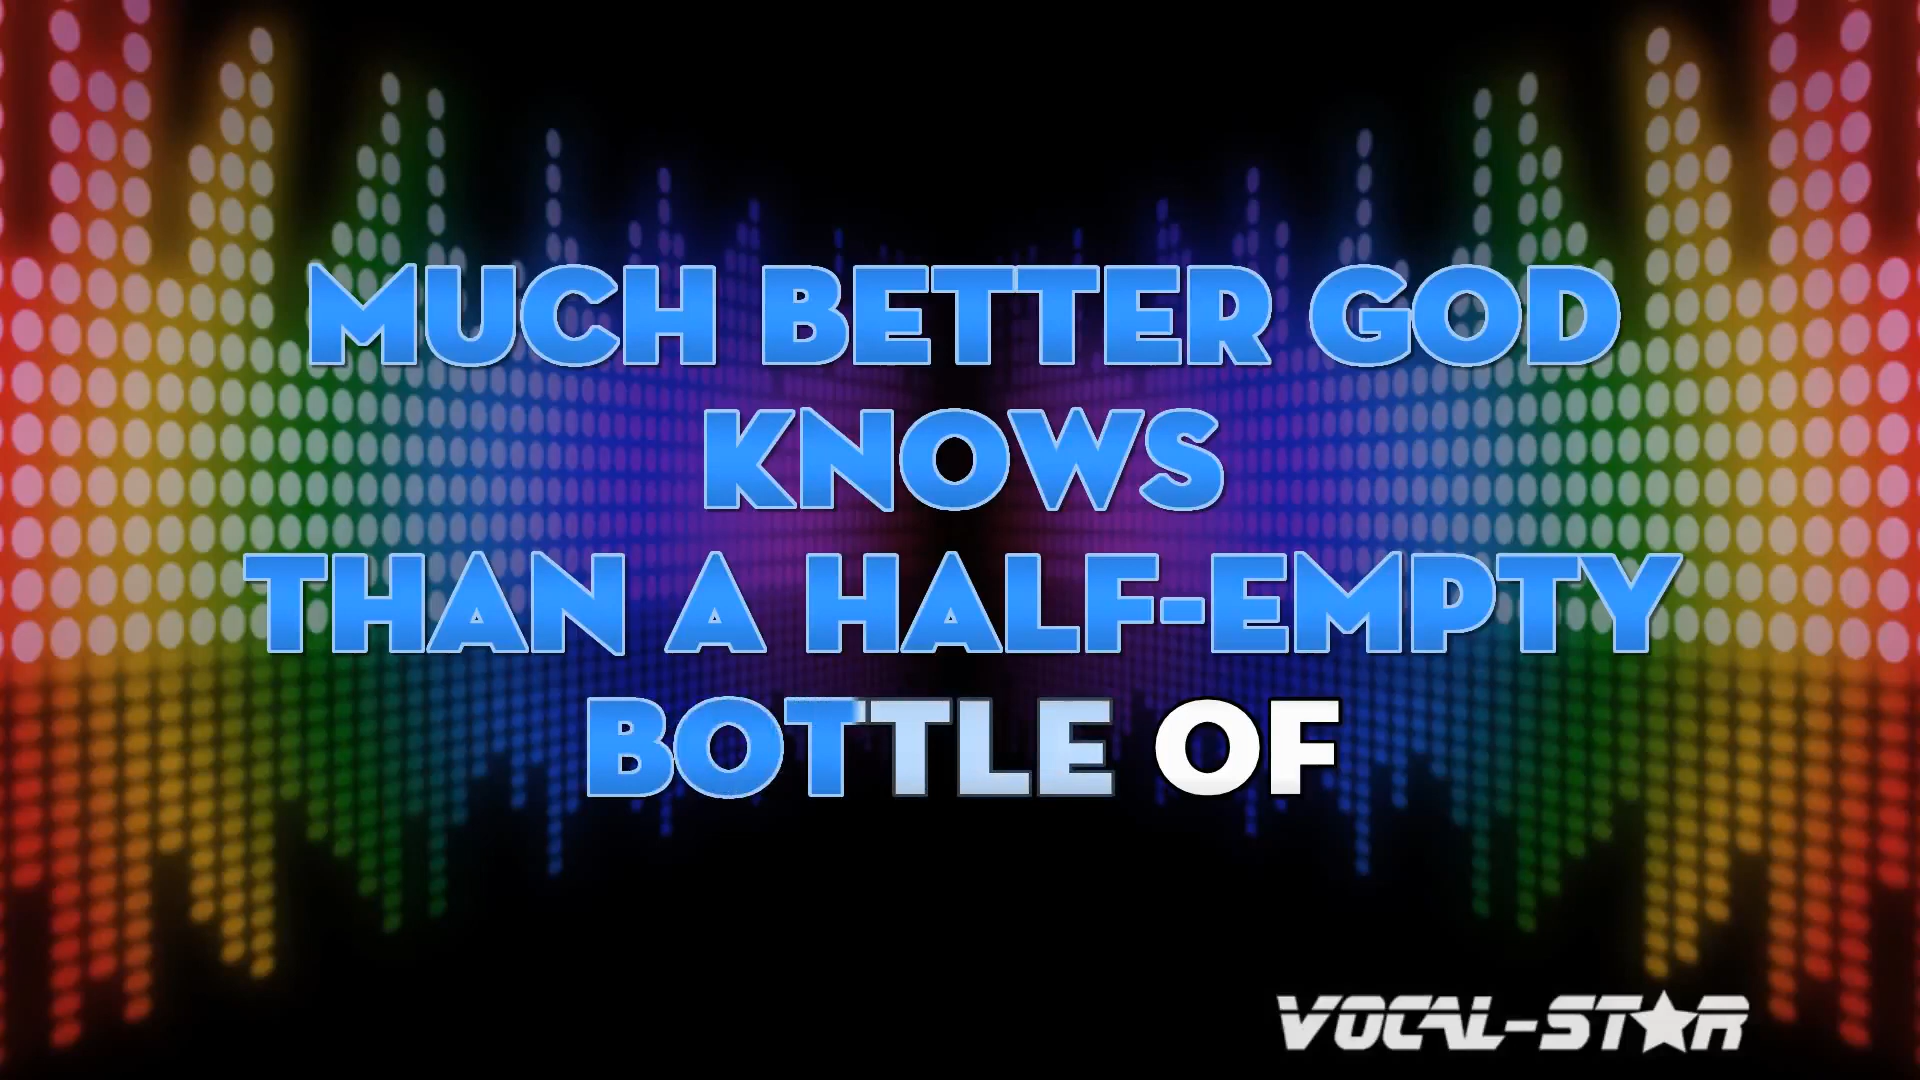 MUCH BETTER GOD
KNOWS
THAN A HALF-EMPTY
BOTTLE OF
VOCAL-STAR